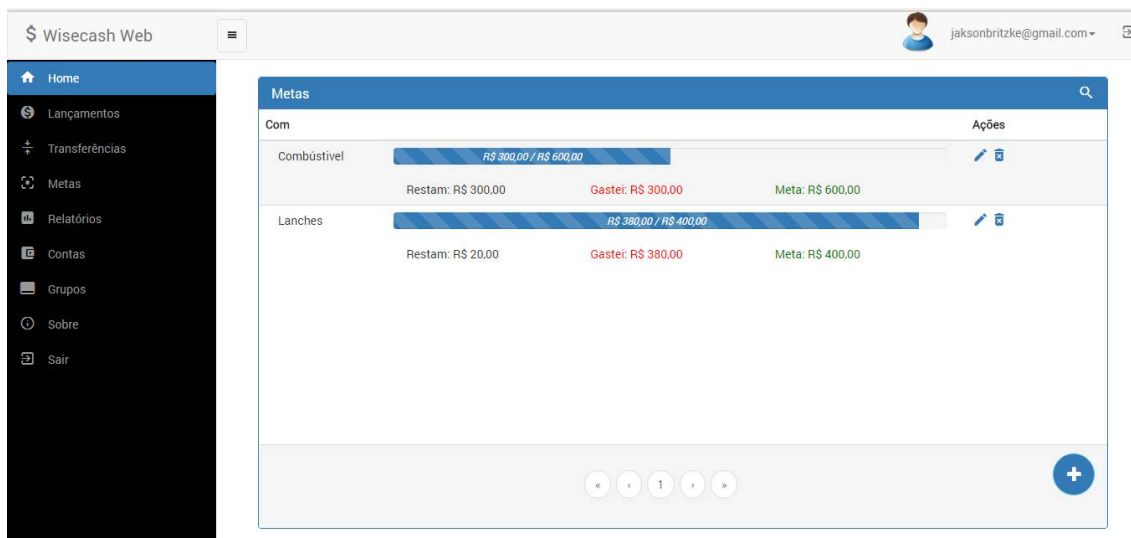 $ Wisecash Web
jaksonbritzke@gmail.com
Home
Lançamentos
Transferências
Metas
Relatórios
Contas
Grupos
Sobre
Sair
Metas
Com Ações
Combústivel R$ 300,00 / R$ 600,00
Restam: R$ 300,00 Gastei: R$ 300,00 Meta: R$ 600,00
Lanches R$ 380,00 / R$ 400,00
Restam: R$ 20,00 Gastei: R$ 380,00 Meta: R$ 400,00
« ‹ 1 › »